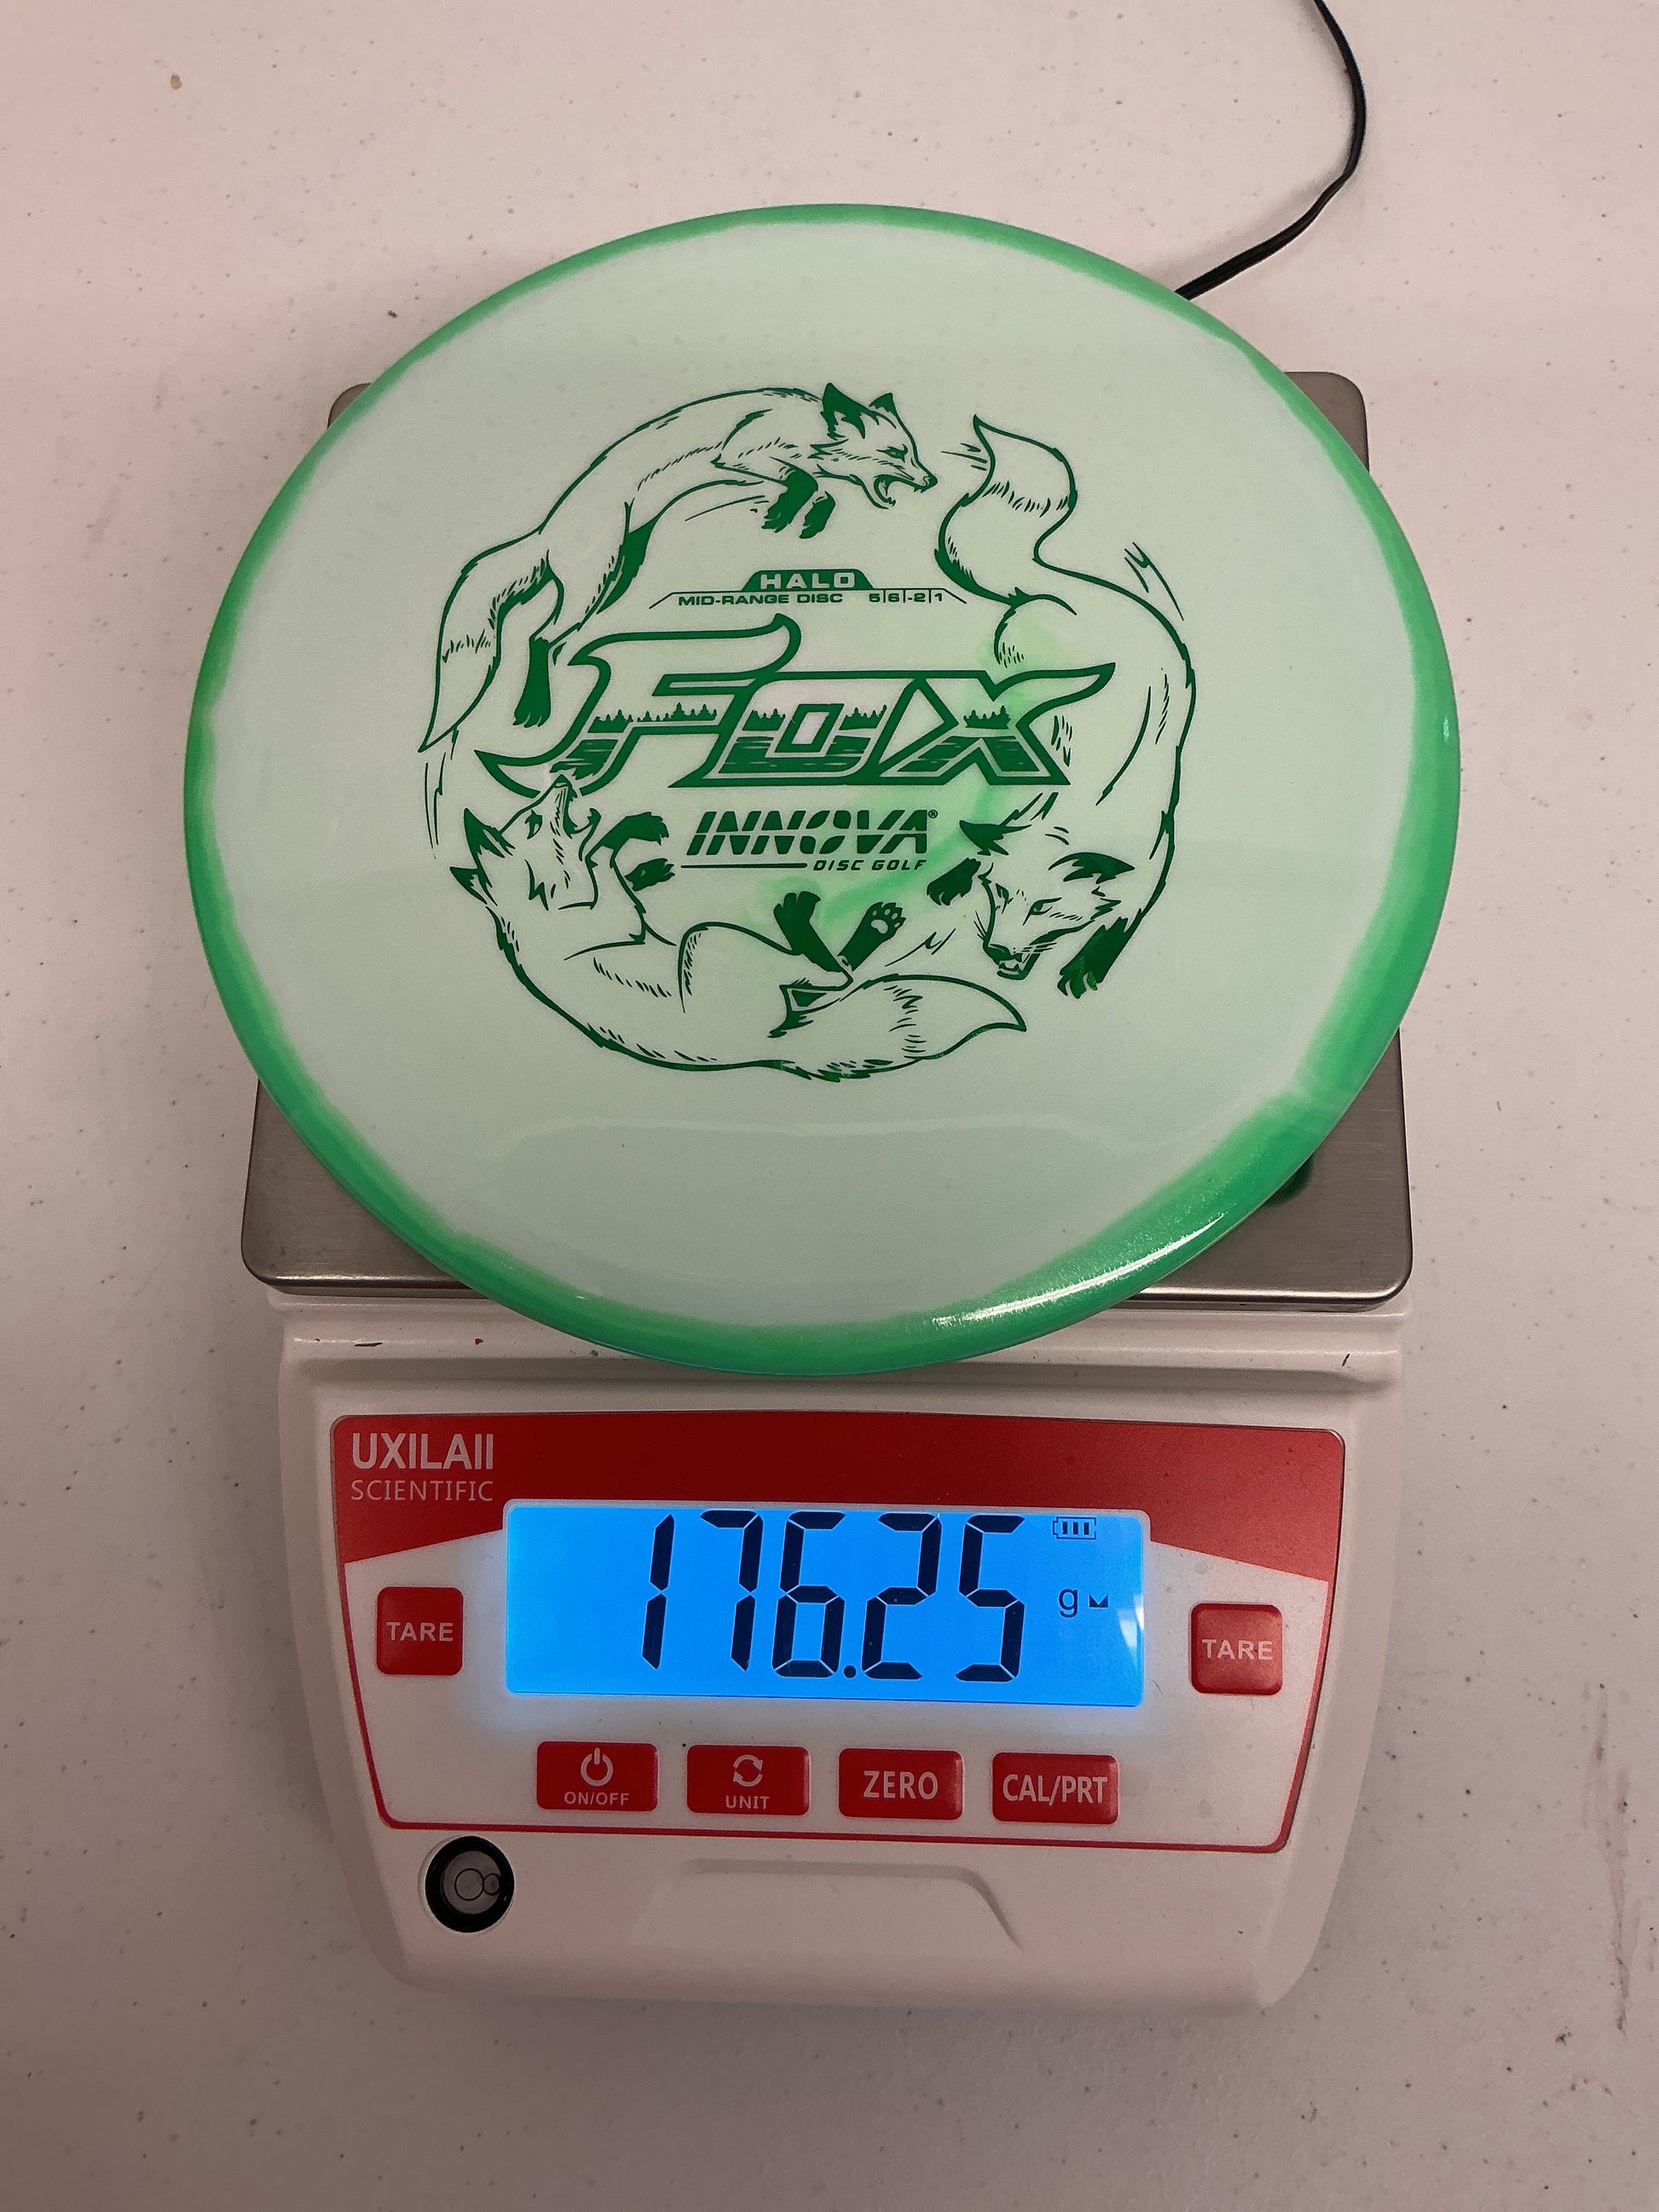 HALO
MID-RANGE DISC 5|6|-2|1
FOX
INNOVA®
DISC GOLF
UXILAII
SCIENTIFIC
176.25 g
TARE
TARE
ON/OFF
UNIT
ZERO
CAL/PRT